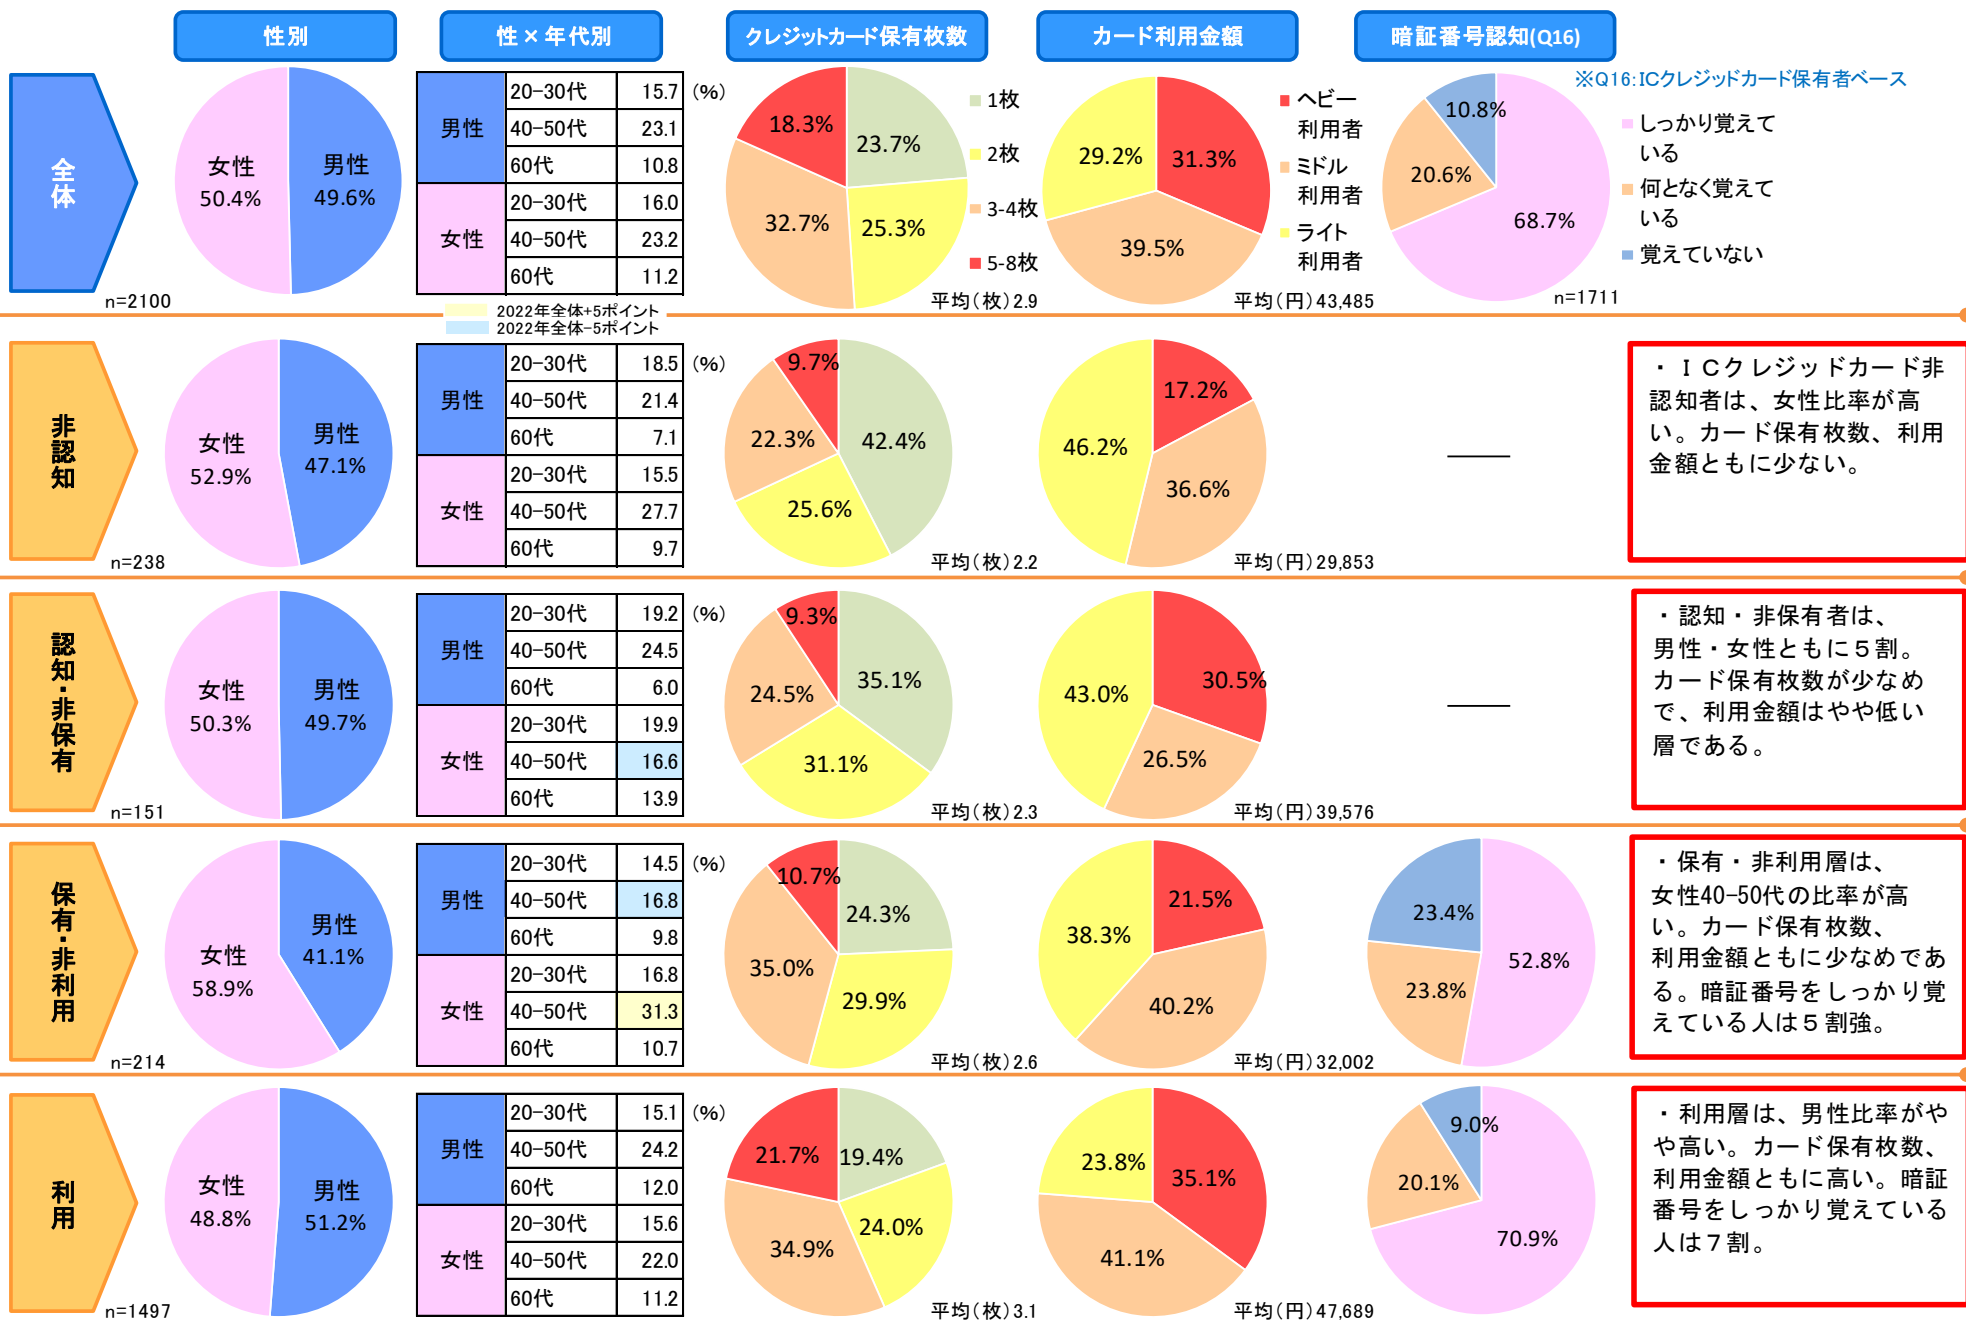 性別
性×年代別
クレジットカード保有枚数
カード利用金額
暗証番号認知(Q16)
※Q16:ICクレジッドカード保有者ベース
全体
女性
50.4%
男性
49.6%
n=2100
男性
20-30代 15.7 (%)
40-50代 23.1
60代 10.8
女性
20-30代 16.0
40-50代 23.2
60代 11.2
18.3%
23.7%
32.7%
25.3%
1枚
2枚
3-4枚
5-8枚
平均(枚)2.9
29.2%
31.3%
39.5%
ヘビー
利用者
ミドル
利用者
ライト
利用者
平均(円)43,485
10.8%
20.6%
68.7%
しっかり覚えて
いる
何となく覚えて
いる
覚えていない
n=1711
2022年全体+5ポイント
2022年全体-5ポイント
非認知
女性
52.9%
男性
47.1%
n=238
男性
20-30代 18.5 (%)
40-50代 21.4
60代 7.1
女性
20-30代 15.5
40-50代 27.7
60代 9.7
9.7%
22.3%
42.4%
25.6%
平均(枚)2.2
17.2%
46.2%
36.6%
平均(円)29,853
・ICクレジッドカード非
認知者は、女性比率が高
い。カード保有枚数、利用
金額ともに少ない。
認知・非保有
女性
50.3%
男性
49.7%
n=151
男性
20-30代 19.2 (%)
40-50代 24.5
60代 6.0
女性
20-30代 19.9
40-50代 16.6
60代 13.9
9.3%
24.5%
35.1%
31.1%
平均(枚)2.3
43.0%
30.5%
26.5%
平均(円)39,576
・認知・非保有者は、
男性・女性ともに5割。
カード保有枚数が少なめ
で、利用金額はやや低い
層である。
保有・非利用
女性
58.9%
男性
41.1%
n=214
男性
20-30代 14.5 (%)
40-50代 16.8
60代 9.8
女性
20-30代 16.8
40-50代 31.3
60代 10.7
10.7%
24.3%
35.0%
29.9%
平均(枚)2.6
21.5%
38.3%
40.2%
平均(円)32,002
23.4%
52.8%
23.8%
・保有・非利用層は、
女性40-50代の比率が高
い。カード保有枚数、
利用金額ともに少なめであ
る。暗証番号をしっかり覚
えている人は5割強。
利用
女性
48.8%
男性
51.2%
n=1497
男性
20-30代 15.1 (%)
40-50代 24.2
60代 12.0
女性
20-30代 15.6
40-50代 22.0
60代 11.2
21.7%
19.4%
24.0%
34.9%
平均(枚)3.1
23.8%
35.1%
41.1%
平均(円)47,689
9.0%
20.1%
70.9%
・利用層は、男性比率がや
や高い。カード保有枚数、
利用金額ともに高い。暗証
番号をしっかり覚えている
人は7割。